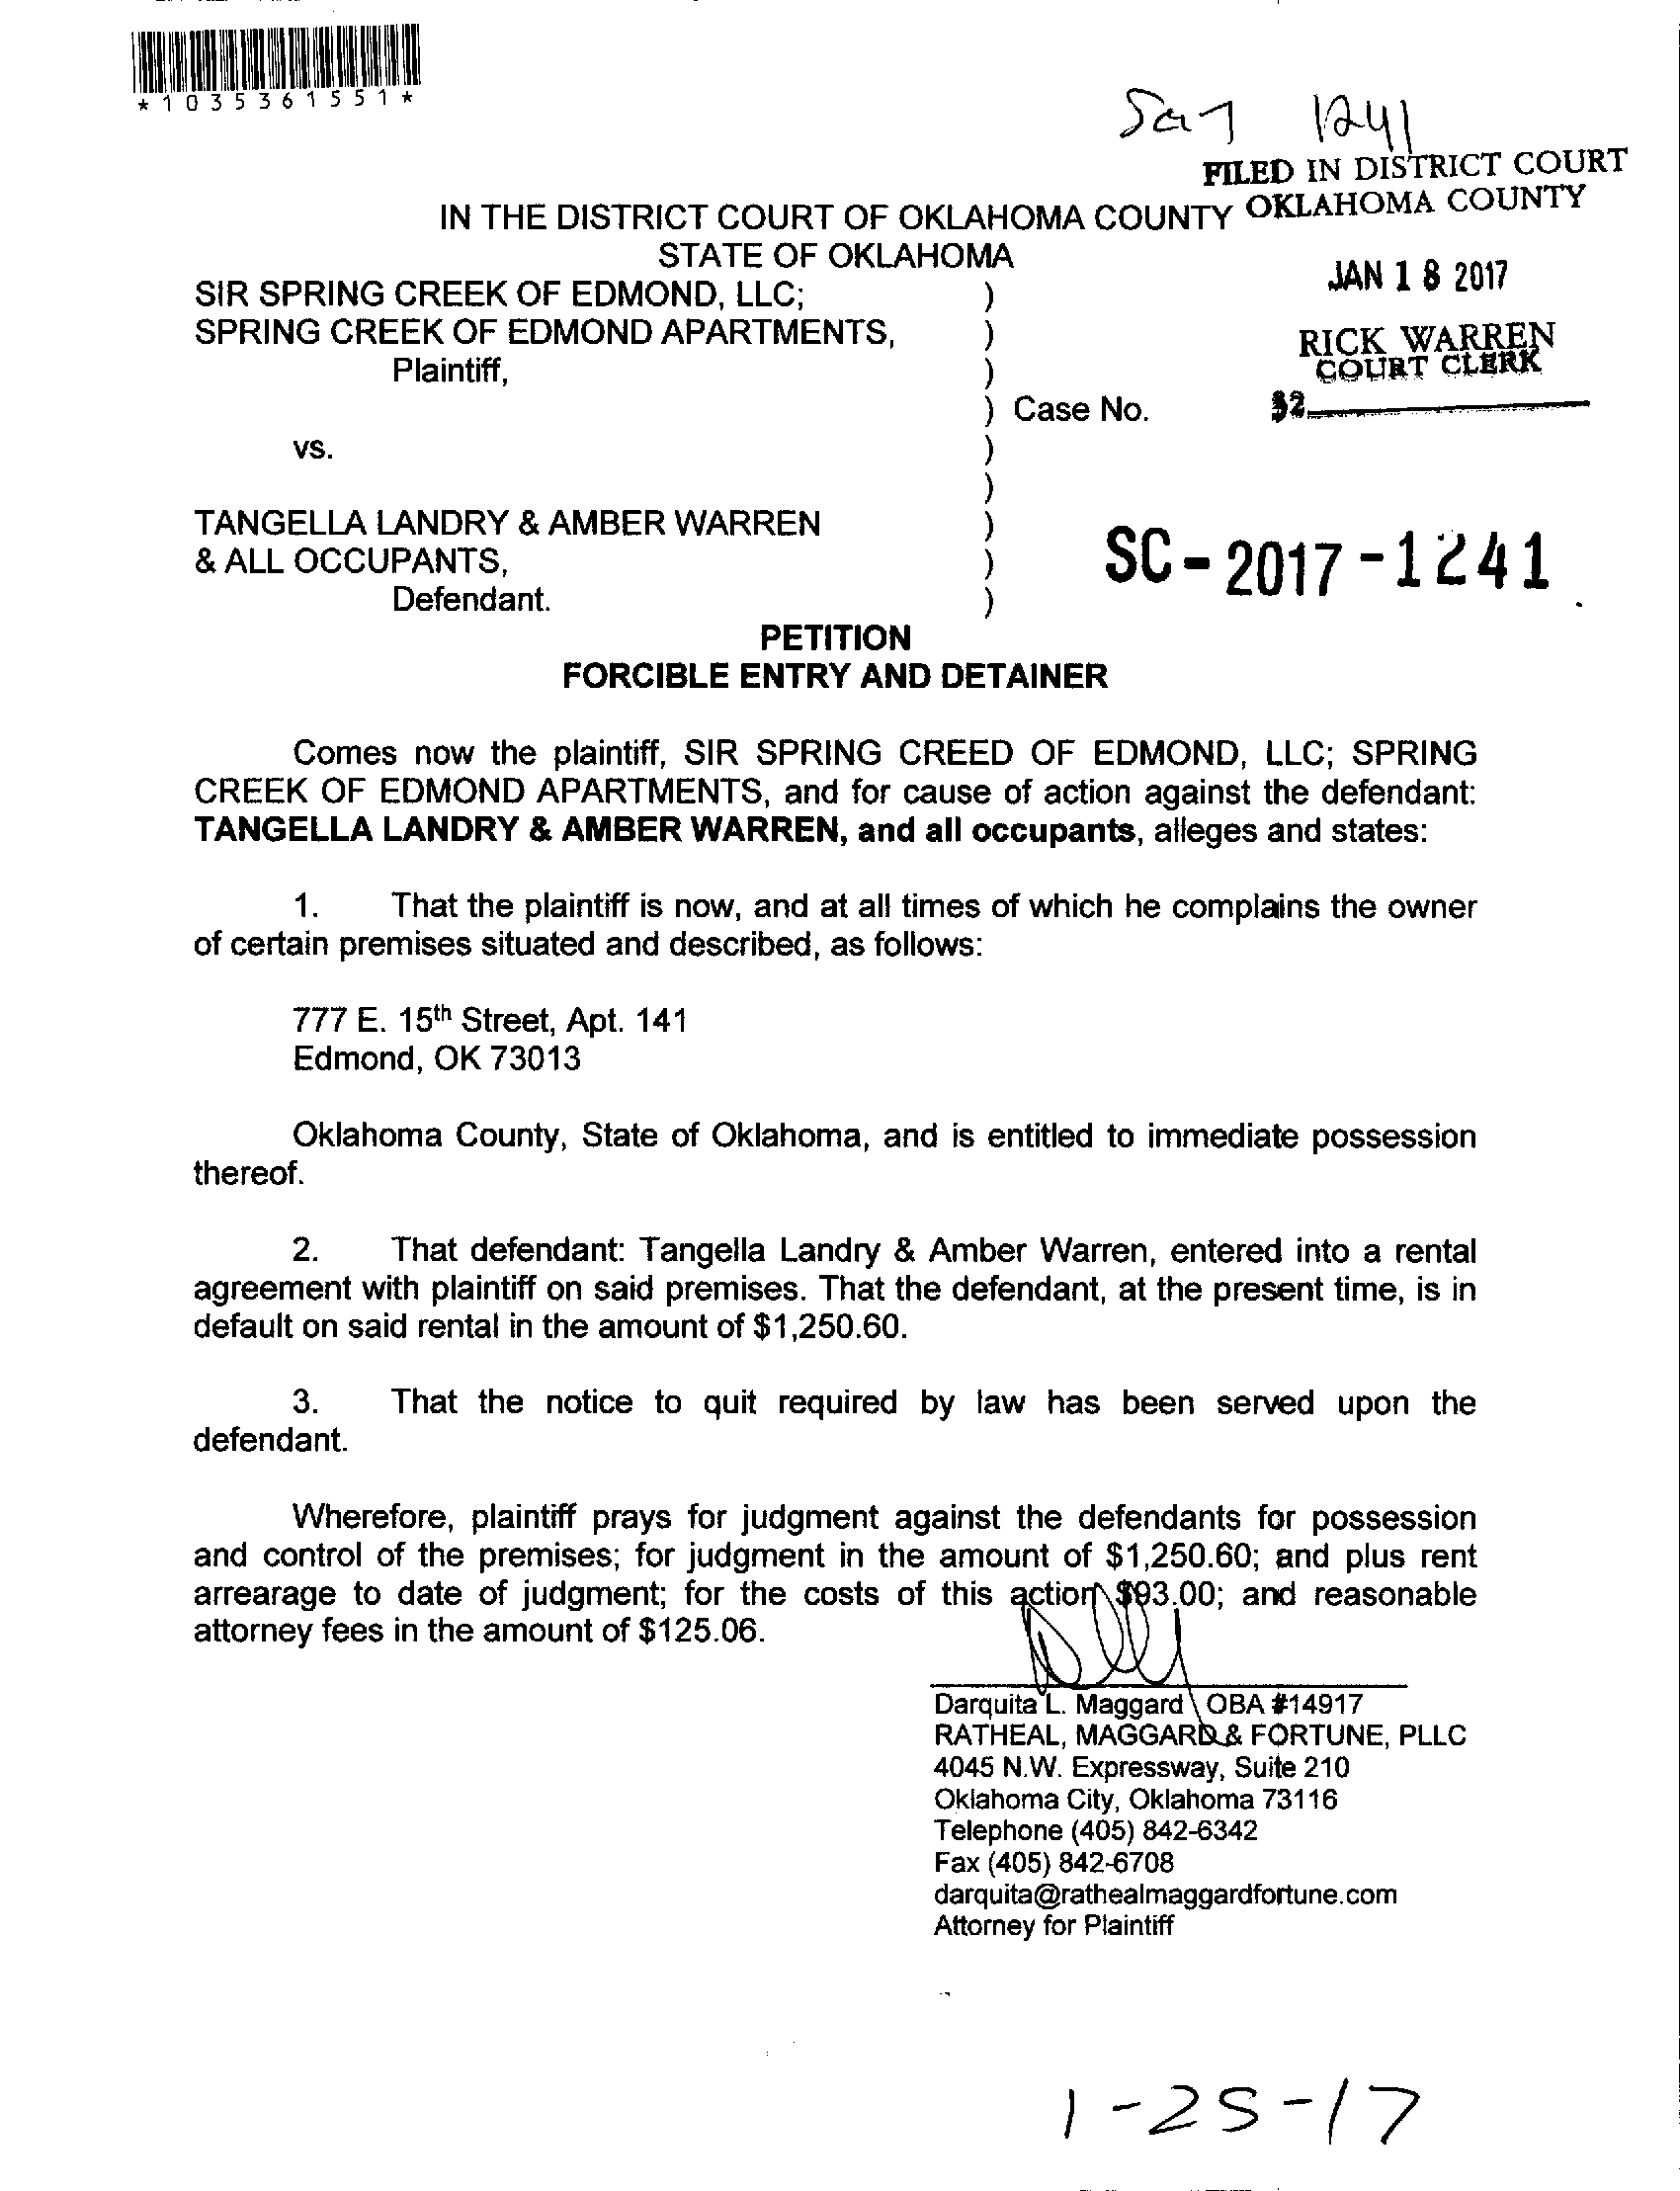 *1035361551*
1241
FILED IN DISTRICT COURT
OKLAHOMA COUNTY
IN THE DISTRICT COURT OF OKLAHOMA COUNTY
STATE OF OKLAHOMA
JAN 18 2017
SIR SPRING CREEK OF EDMOND, LLC; )
SPRING CREEK OF EDMOND APARTMENTS, )
RICK WARREN
COURT CLERK
Plaintiff, )
) Case No.
32
vs. )
)
TANGELLA LANDRY & AMBER WARREN )
& ALL OCCUPANTS, )
SC-2017-1241
Defendant. )
PETITION
FORCIBLE ENTRY AND DETAINER
Comes now the plaintiff, SIR SPRING CREED OF EDMOND, LLC; SPRING
CREEK OF EDMOND APARTMENTS, and for cause of action against the defendant:
TANGELLA LANDRY & AMBER WARREN, and all occupants, alleges and states:
1. That the plaintiff is now, and at all times of which he complains the owner
of certain premises situated and described, as follows:
777 E. 15th Street, Apt. 141
Edmond, OK 73013
Oklahoma County, State of Oklahoma, and is entitled to immediate possession
thereof.
2. That defendant: Tangella Landry & Amber Warren, entered into a rental
agreement with plaintiff on said premises. That the defendant, at the present time, is in
default on said rental in the amount of $1,250.60.
3. That the notice to quit required by law has been served upon the
defendant.
Wherefore, plaintiff prays for judgment against the defendants for possession
and control of the premises; for judgment in the amount of $1,250.60; and plus rent
arrearage to date of judgment; for the costs of this action $93.00; and reasonable
attorney fees in the amount of $125.06.
Darquita L. Maggard OBA #14917
RATHEAL, MAGGARD & FORTUNE, PLLC
4045 N.W. Expressway, Suite 210
Oklahoma City, Oklahoma 73116
Telephone (405) 842-6342
Fax (405) 842-6708
darquita@rathealmaggardfortune.com
Attorney for Plaintiff
1-25-17